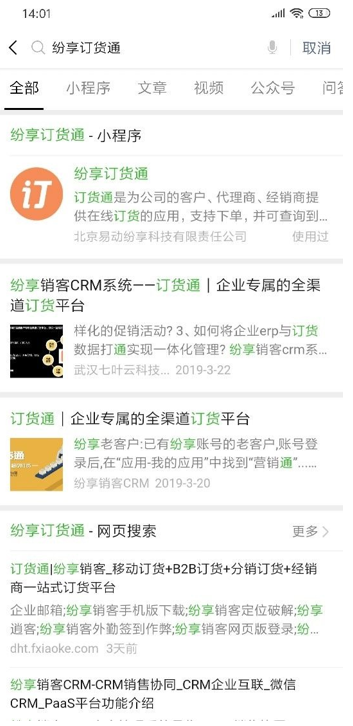 14:01
13
纷享订货通
取消
全部 小程序 文章 视频 公众号 问答
纷享订货通 - 小程序
iT
纷享订货通
订货通是为公司的客户、代理商、经销商提
供在线订货的应用，支持下单，并可查询到...
北京易动纷享科技有限责任公司 使用过
纷享销客CRM系统——订货通｜企业专属的全渠
道订货平台
样化的促销活动? 3、如何将企业erp与订货
数据打通实现一体化管理? 纷享销客crm系...
武汉七叶云科技... 2019-3-22
订货通｜企业专属的全渠道订货平台
纷享老客户:已有纷享账号的老客户,账号登
录后,在“应用-我的应用”中找到“营销通”......
纷享销客CRM 2019-3-20
纷享订货通 - 网页搜索 更多
订货通|纷享销客_移动订货+B2B订货+分销订货+经销
商一站式订货平台
企业邮箱;纷享销客手机版下载;纷享销客定位破解;纷享
逍客;纷享销客外勤签到作弊;纷享销客网页版登录;纷...
dht.fxiaoke.com 3天前
纷享销客CRM-CRM销售协同_CRM企业互联_微信
CRM_PaaS平台功能介绍